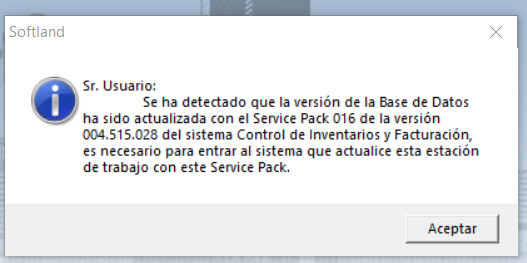 Softland
Sr. Usuario:
Se ha detectado que la versión de la Base de Datos
ha sido actualizada con el Service Pack 016 de la versión
004.515.028 del sistema Control de Inventarios y Facturación,
es necesario para entrar al sistema que actualice esta estación
de trabajo con este Service Pack.
Aceptar